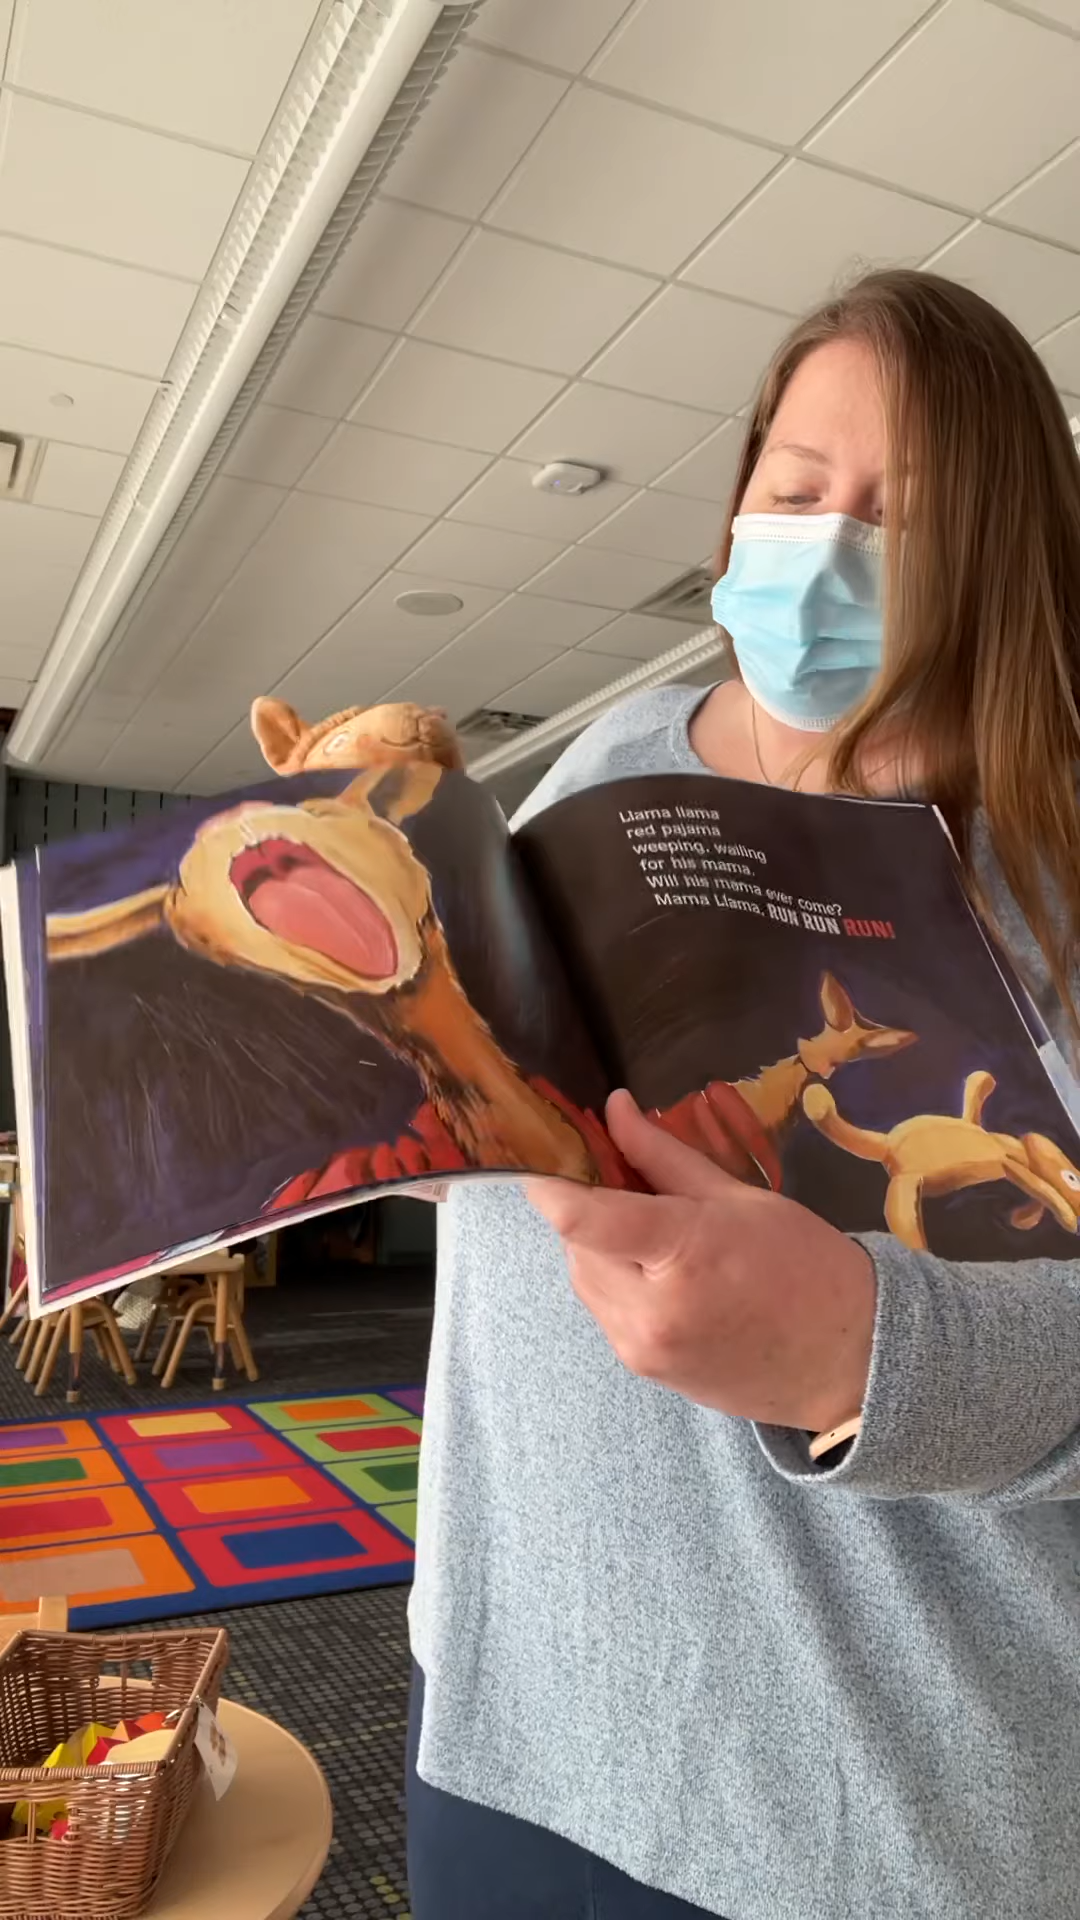 Llama llama
red pajama
weeping, wailing
for his mama.
Will his mama ever come?
Mama Llama, RUN RUN RUN!